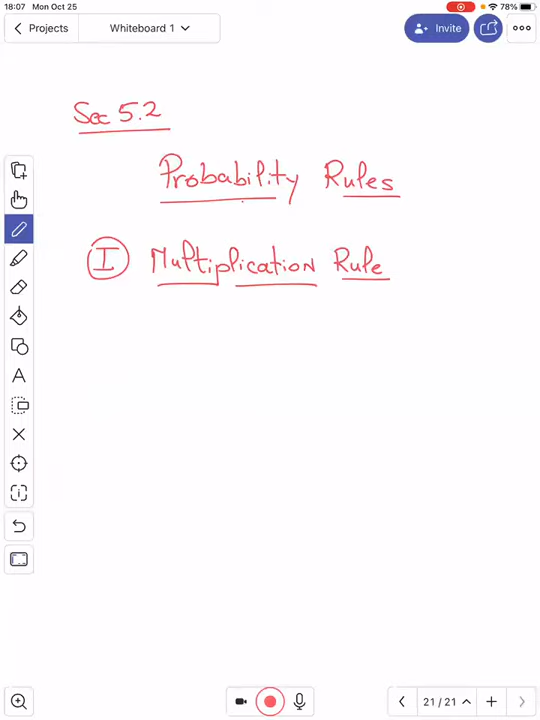 18:07 Mon Oct 25 78%
Projects Whiteboard 1 Invite
Sec 5.2
Probability Rules
I Multiplication Rule
A
21/21